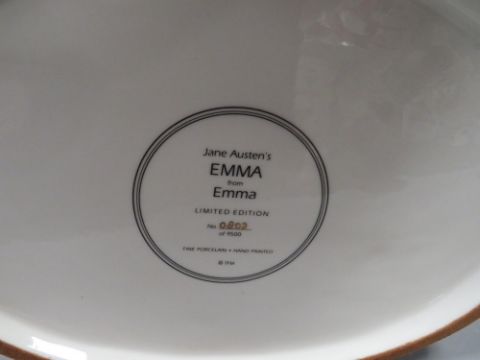 Jane Austen's
EMMA
from
Emma
LIMITED EDITION
No. 0802
of 9500
FINE PORCELAIN • HAND PAINTED